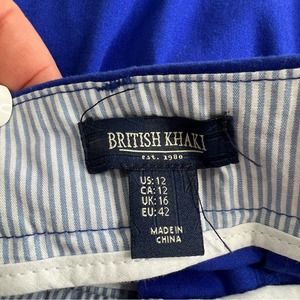 BRITISH KHAKI
est. 1980
US: 12
CA: 12
UK: 16
EU: 42
MADE IN
CHINA